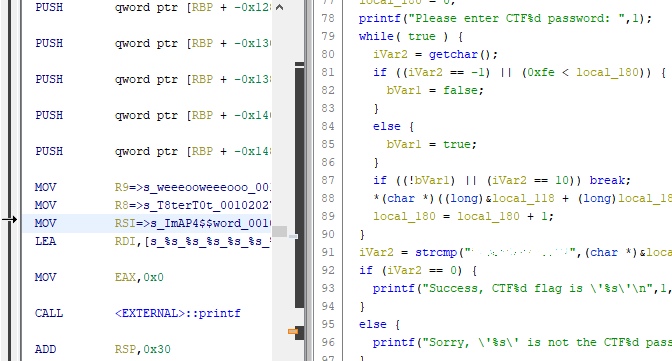 PUSH qword ptr [RBP + -0x128
PUSH qword ptr [RBP + -0x130
PUSH qword ptr [RBP + -0x138
PUSH qword ptr [RBP + -0x140
PUSH qword ptr [RBP + -0x148
MOV R9=>s_weeeooweeeooo_001
MOV R8=>s_T8terT0t_00102027
MOV RSI=>s_ImAP4$$word_0010
LEA RDI,[s_%s_%s_%s_%s_%s_%
MOV EAX,0x0
CALL <EXTERNAL>::printf
ADD RSP,0x30
77 local_180 = 0;
78 printf("Please enter CTF%d password: ",1);
79 while( true ) {
80 iVar2 = getchar();
81 if ((iVar2 == -1) || (0xfe < local_180)) {
82 bVar1 = false;
83 }
84 else {
85 bVar1 = true;
86 }
87 if ((!bVar1) || (iVar2 == 10)) break;
88 *(char *)((long)&local_118 + (long)local_18
89 local_180 = local_180 + 1;
90 }
91 iVar2 = strcmp(" ",(char *)&loca
92 if (iVar2 == 0) {
93 printf("Success, CTF%d flag is \'%s\'\n",1,
94 }
95 else {
96 printf("Sorry, \'%s\' is not the CTF%d pas
97 }